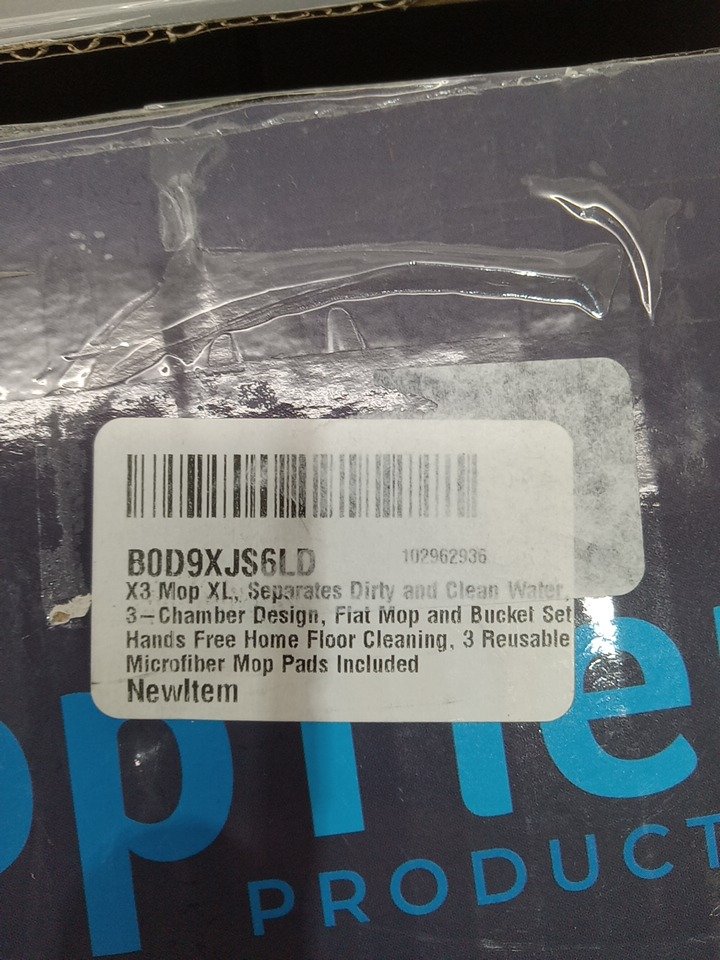 B0D9XJS6LD 102962936
X3 Mop XL, Separates Dirty and Clean Water,
3-Chamber Design, Flat Mop and Bucket Set
Hands Free Home Floor Cleaning, 3 Reusable
Microfiber Mop Pads Included
NewItem
PRODUCT